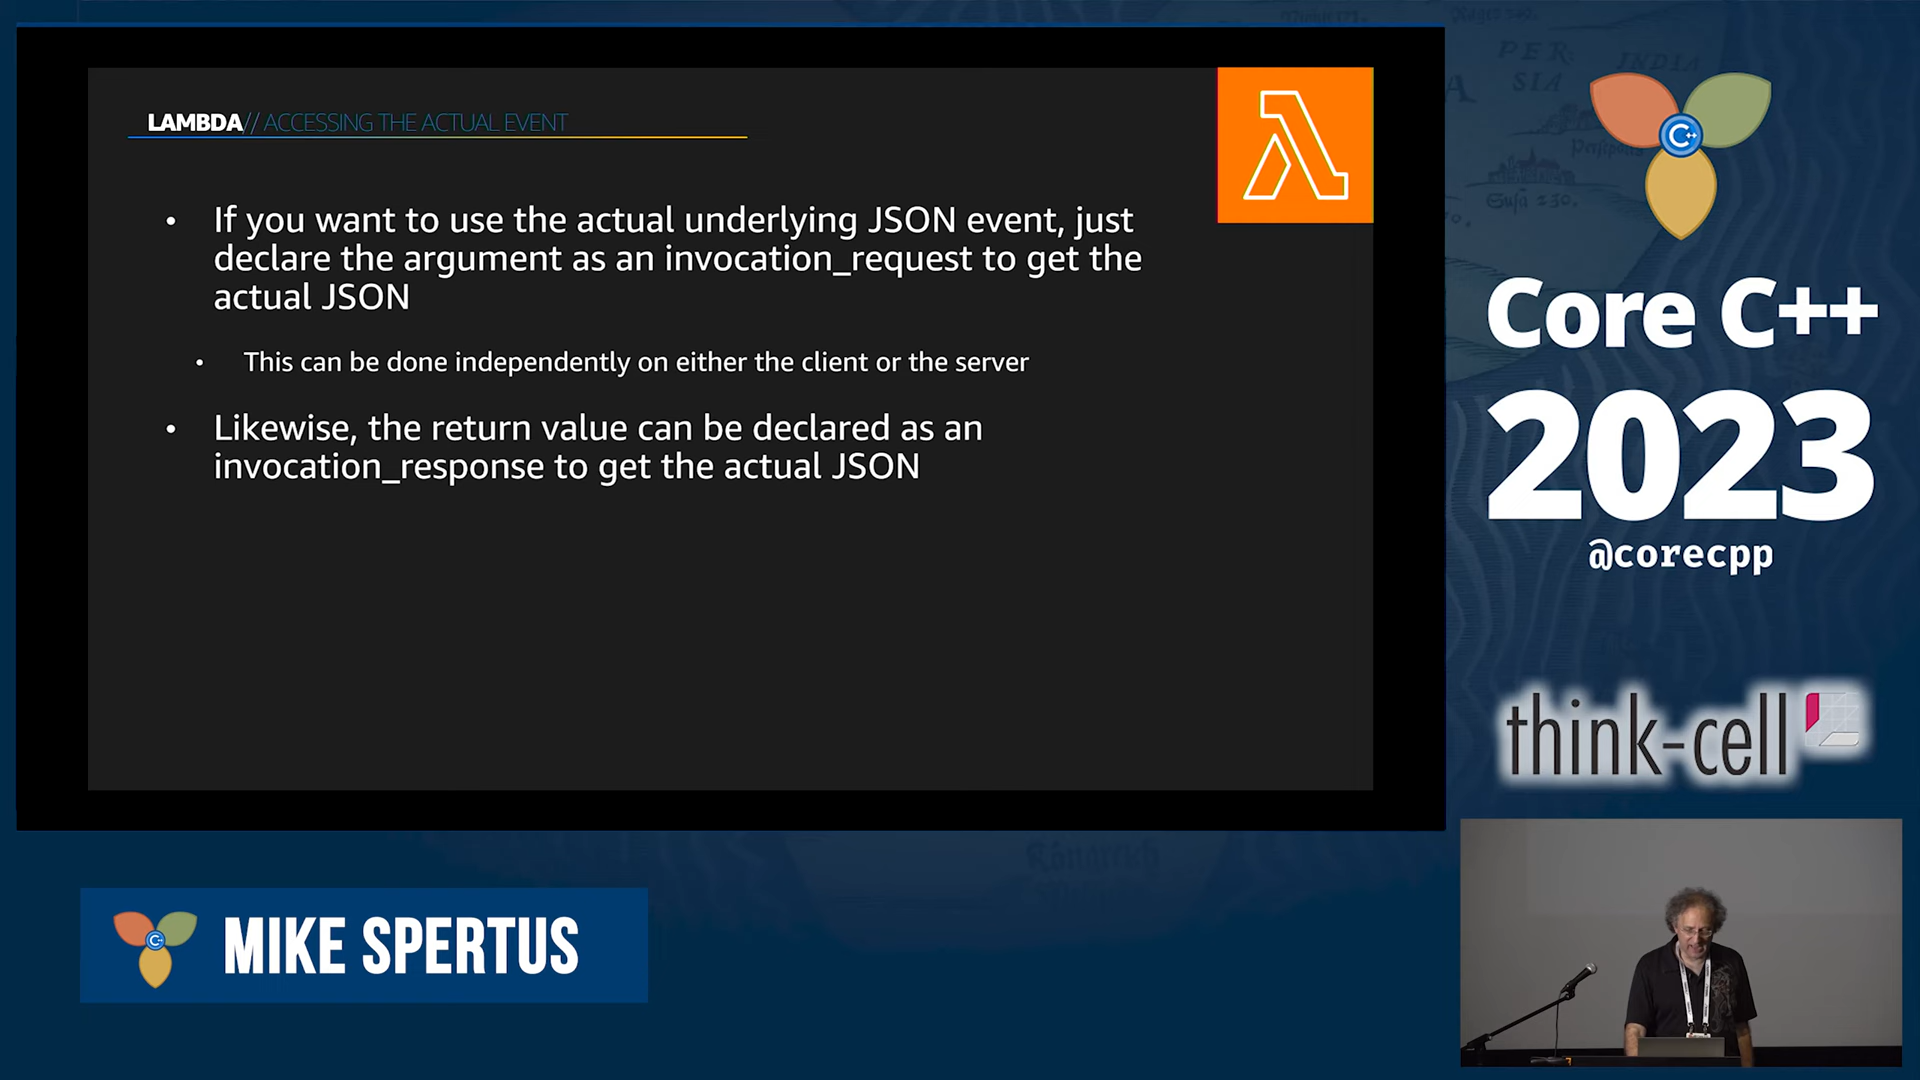 LAMBDA// ACCESSING THE ACTUAL EVENT
• If you want to use the actual underlying JSON event, just
declare the argument as an invocation_request to get the
actual JSON
• This can be done independently on either the client or the server
• Likewise, the return value can be declared as an
invocation_response to get the actual JSON
PER
SIA
INDIA
C++
Core C++
2023
@corecpp
think-cell
C++
MIKE SPERTUS